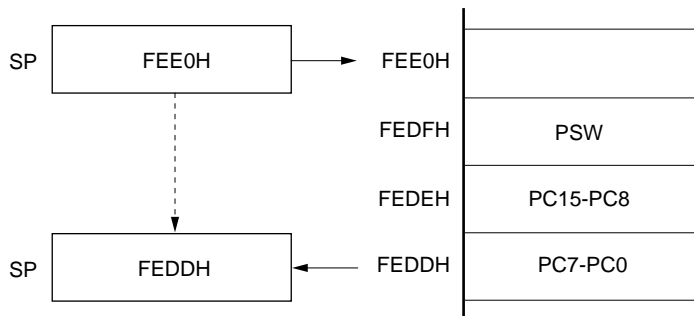 SP FEE0H FEE0H
FEDFH PSW
FEDEH PC15-PC8
SP FEDDH FEDDH PC7-PC0